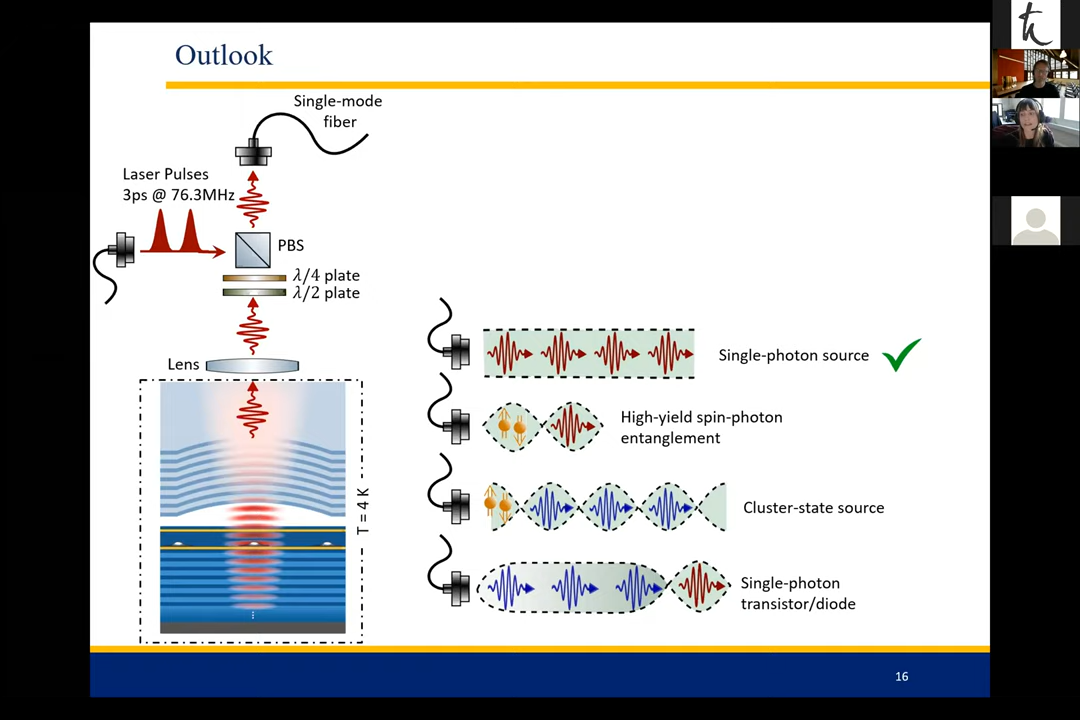 Outlook
Single-mode
fiber
Laser Pulses
3ps @ 76.3MHz
PBS
λ/4 plate
λ/2 plate
Lens
T = 4 K
Single-photon source
High-yield spin-photon
entanglement
Cluster-state source
Single-photon
transistor/diode
16